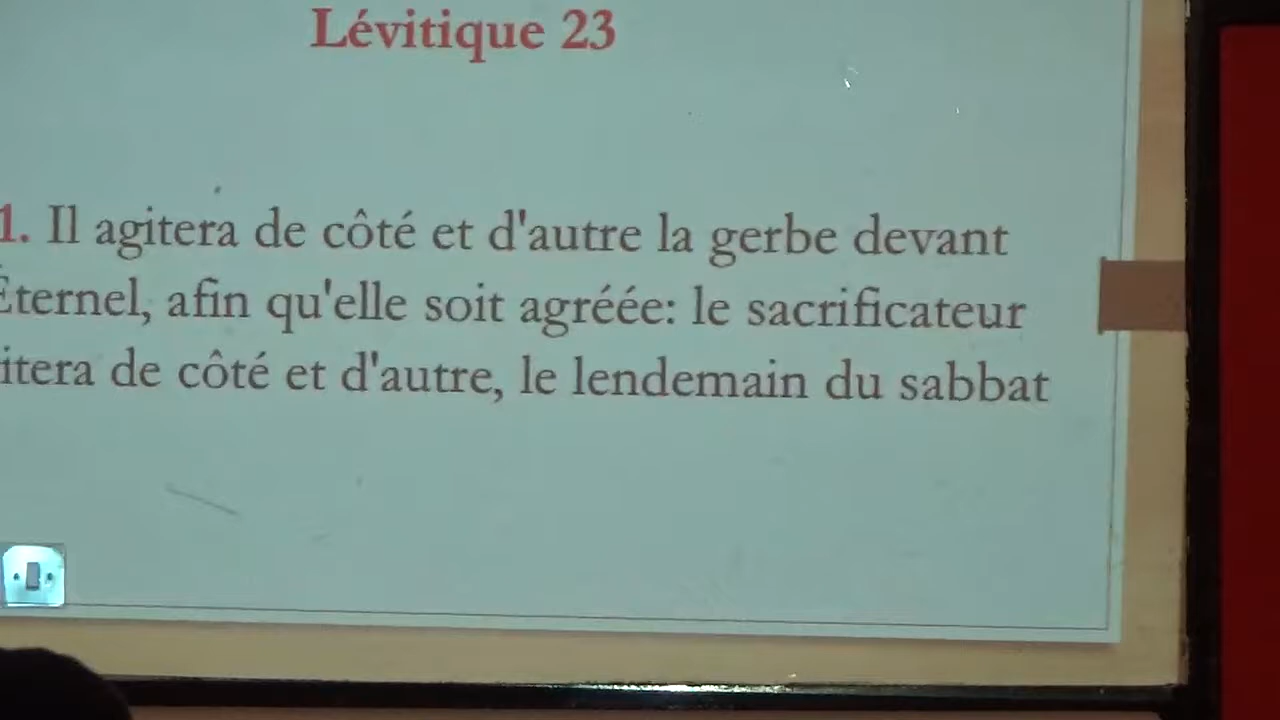 Lévitique 23
1. Il agitera de côté et d'autre la gerbe devant
Éternel, afin qu'elle soit agréée: le sacrificateur
itera de côté et d'autre, le lendemain du sabbat